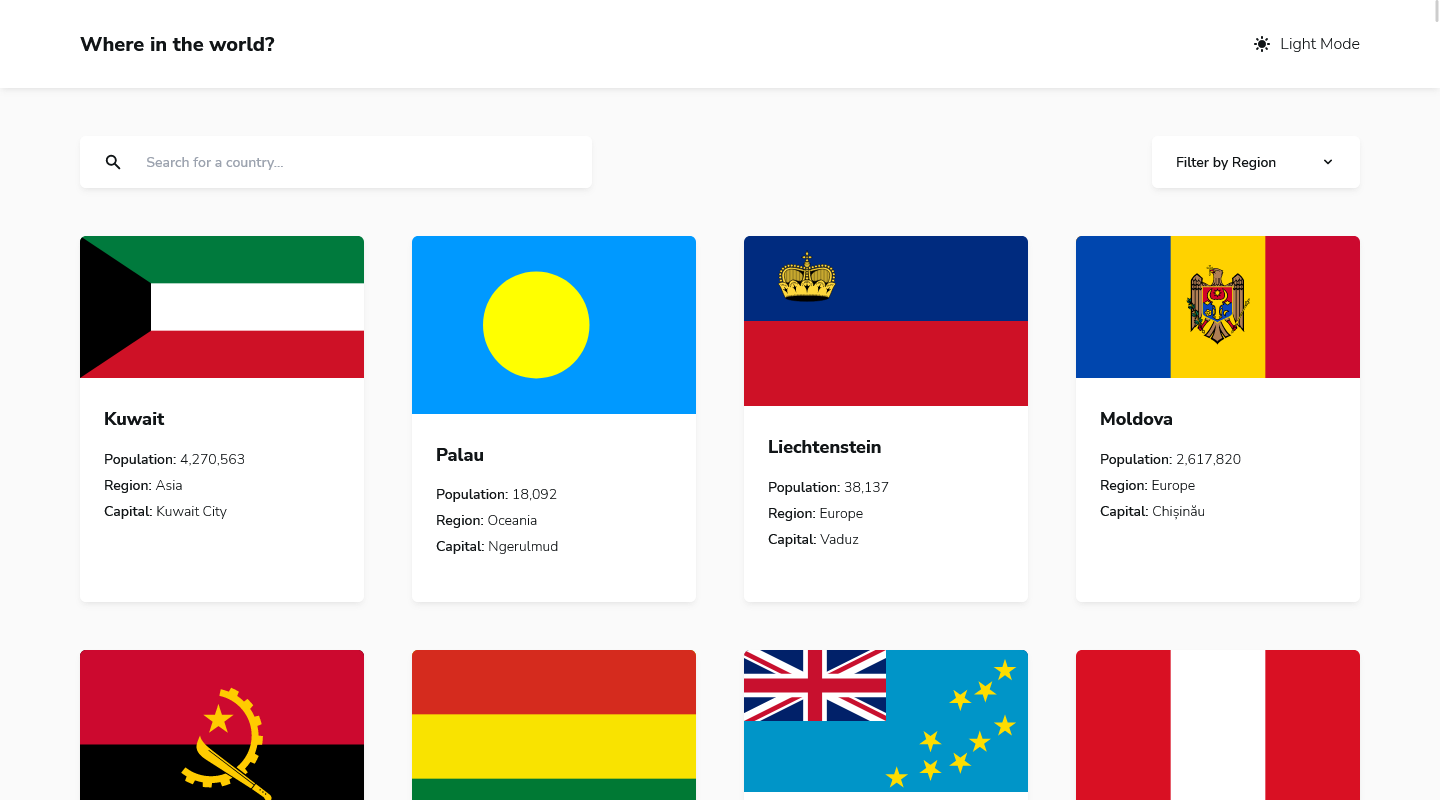 Where in the world?
Light Mode
Search for a country...
Filter by Region
Kuwait
Population: 4,270,563
Region: Asia
Capital: Kuwait City
Palau
Population: 18,092
Region: Oceania
Capital: Ngerulmud
Liechtenstein
Population: 38,137
Region: Europe
Capital: Vaduz
Moldova
Population: 2,617,820
Region: Europe
Capital: Chișinău